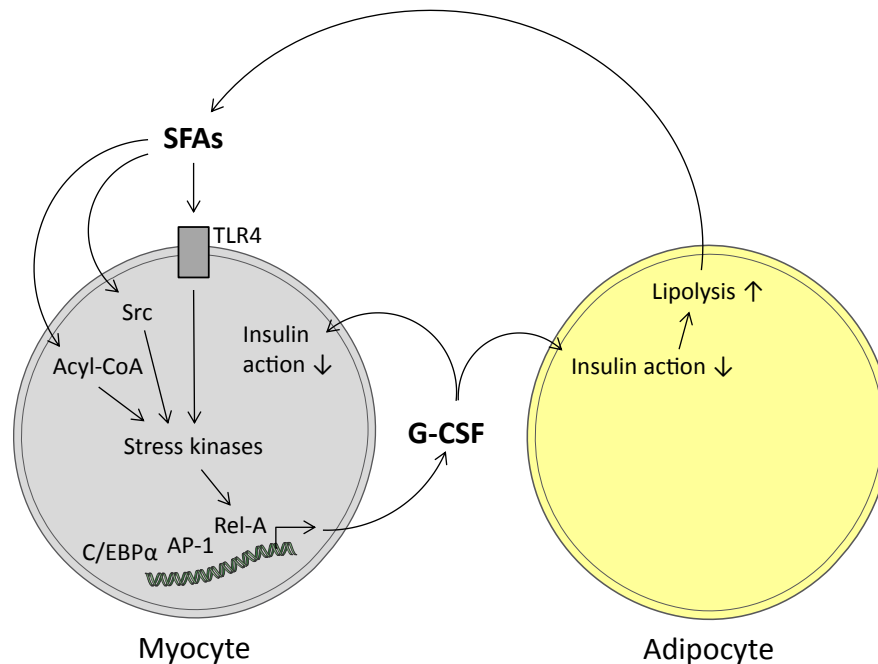 SFAs
TLR4
Src
Acyl-CoA
Insulin
action ↓
Stress kinases
Rel-A
AP-1
C/EBPα
G-CSF
Lipolysis ↑
Insulin action ↓
Myocyte
Adipocyte